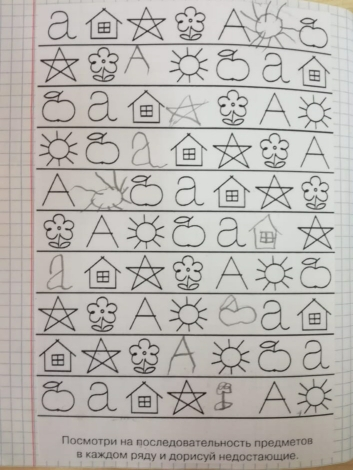 а А
А а
а А
а А
А а
А а
а А
А а
А а
а А
Посмотри на последовательность предметов
в каждом ряду и дорисуй недостающие.